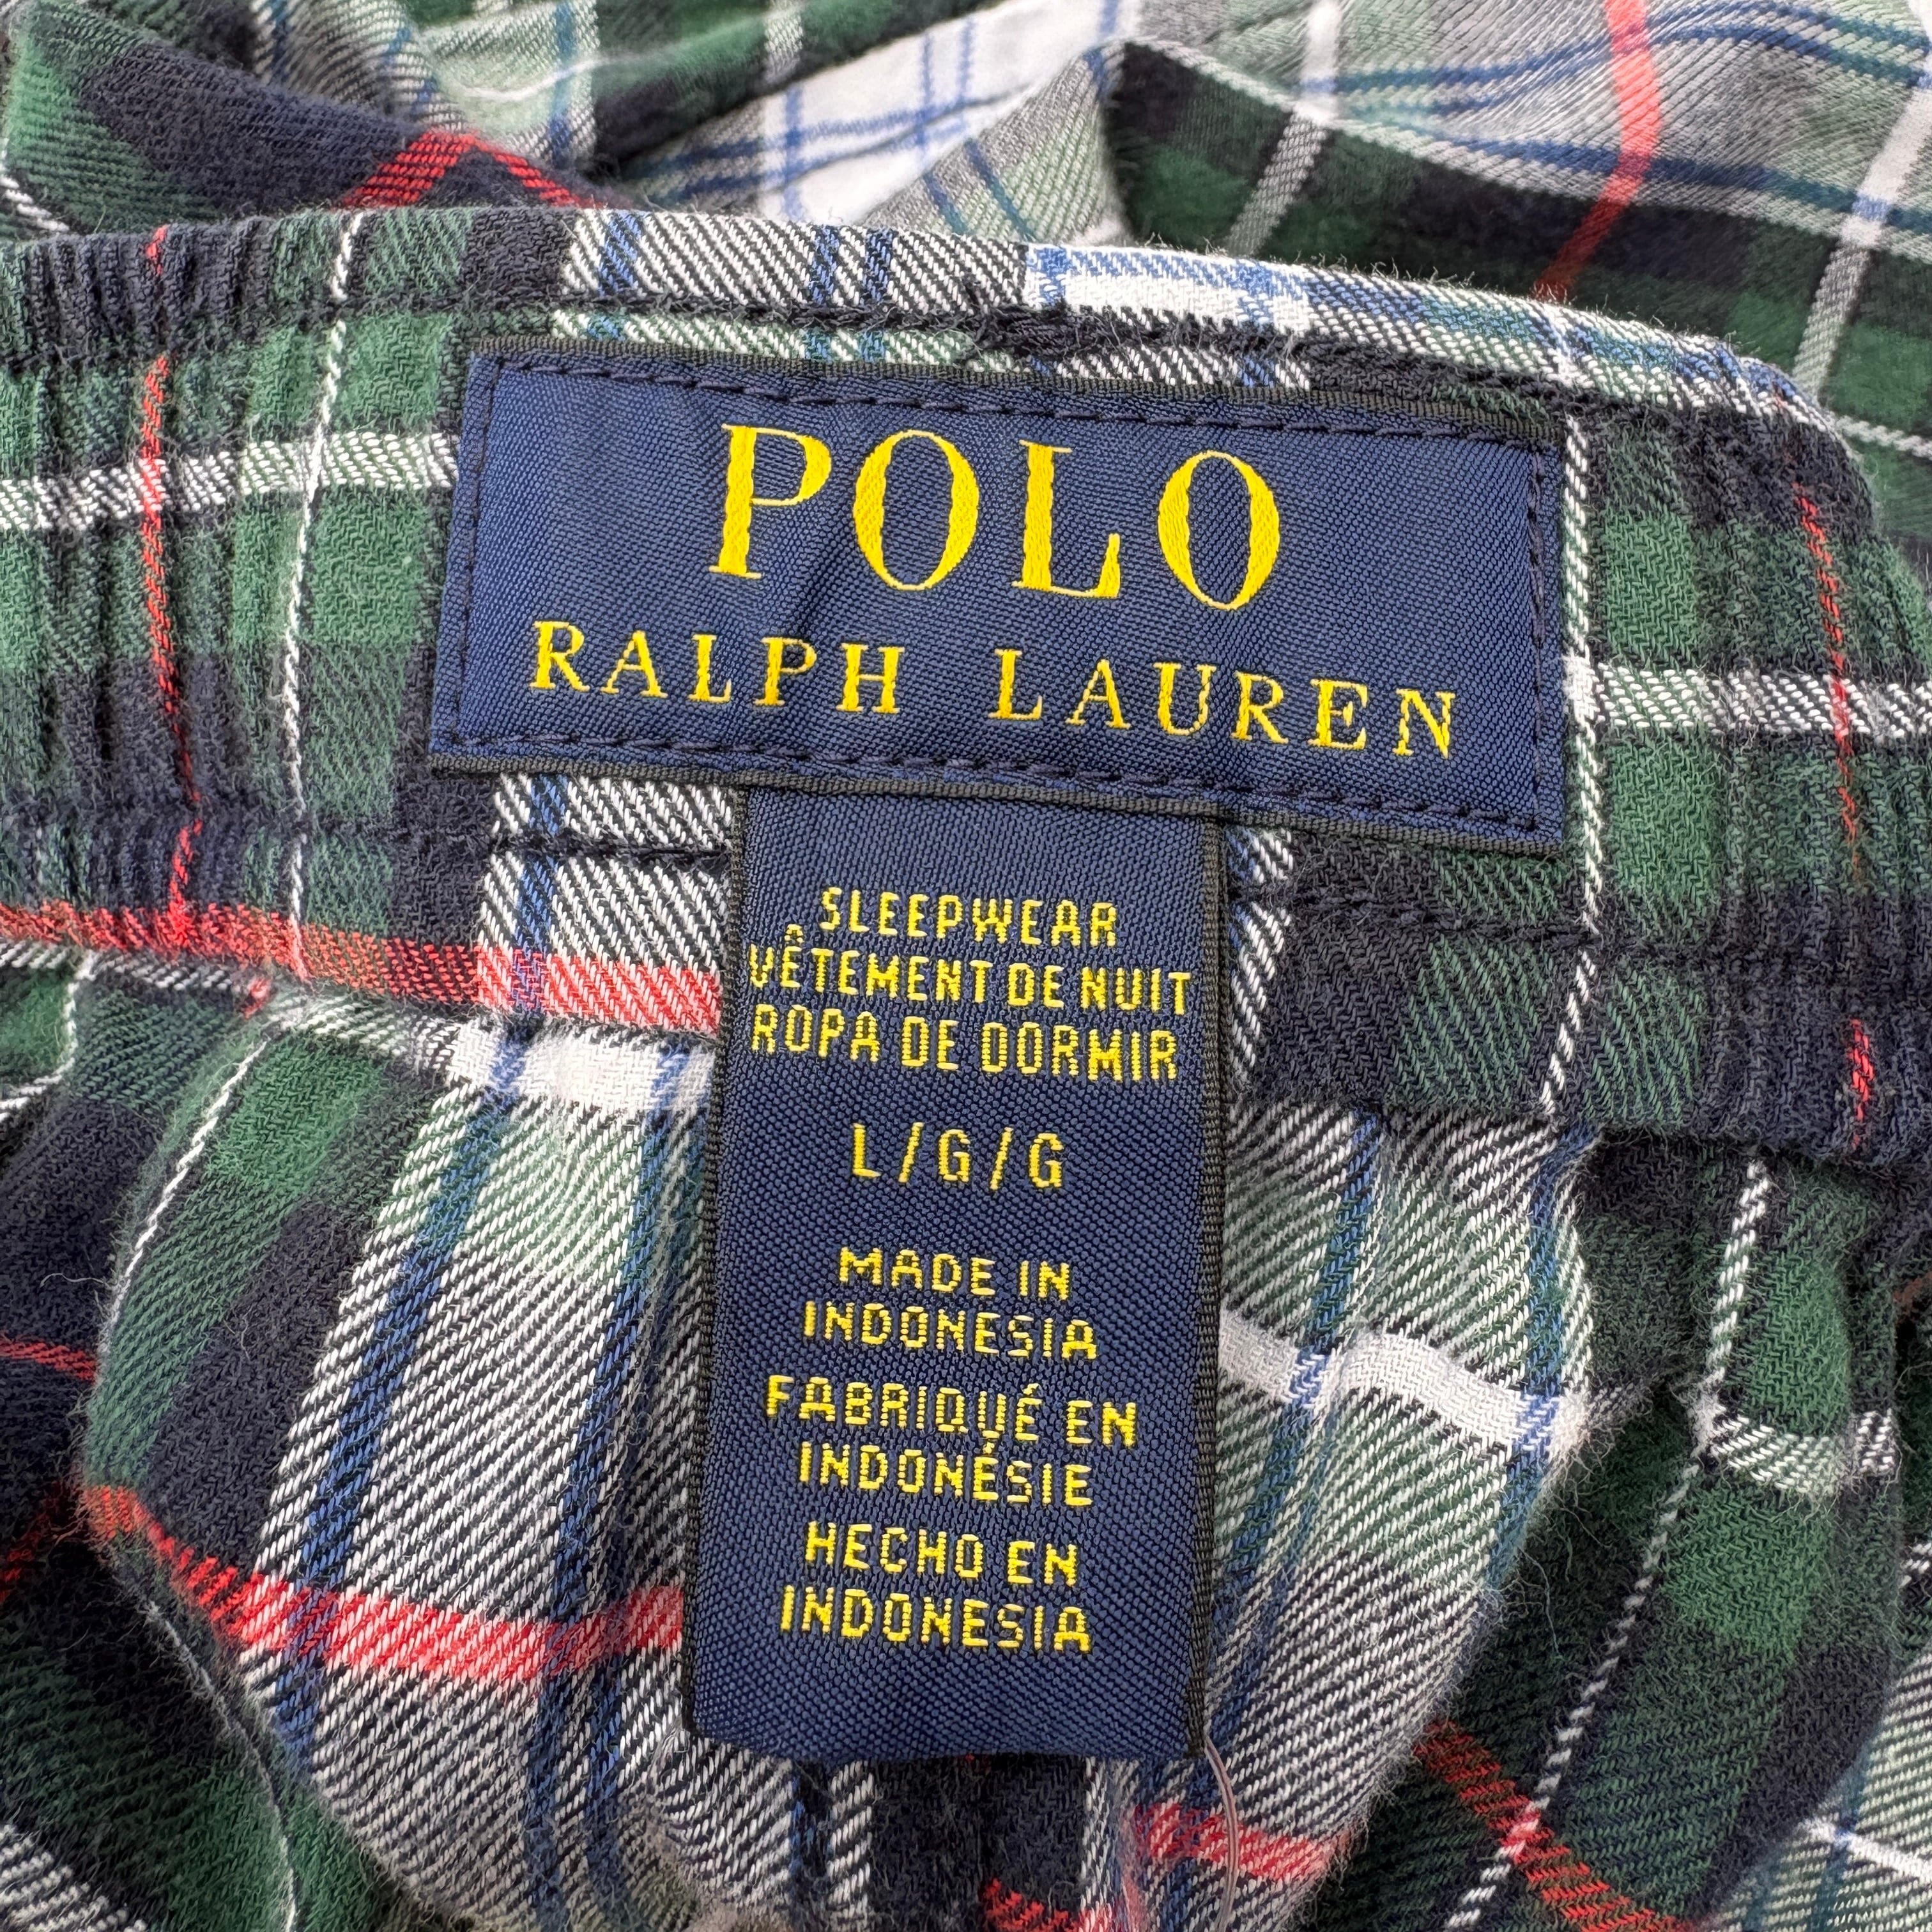 POLO
RALPH LAUREN
SLEEPWEAR
VÊTEMENT DE NUIT
ROPA DE DORMIR
L/G/G
MADE IN
INDONESIA
FABRIQUÉ EN
INDONÉSIE
HECHO EN
INDONESIA